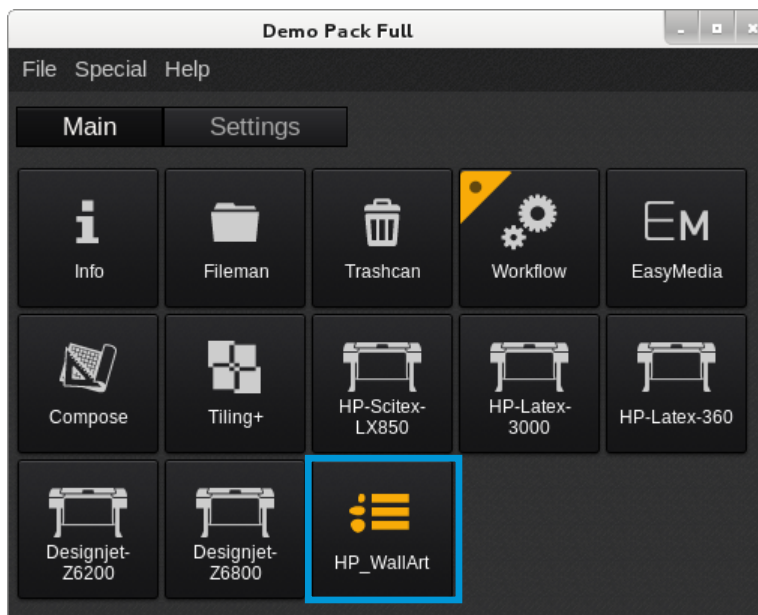 Demo Pack Full
File Special Help
Main Settings
Info Fileman Trashcan Workflow EasyMedia
Compose Tiling+ HP-Scitex-
LX850 HP-Latex-
3000 HP-Latex-360
Designjet-
Z6200 Designjet-
Z6800 HP_WallArt